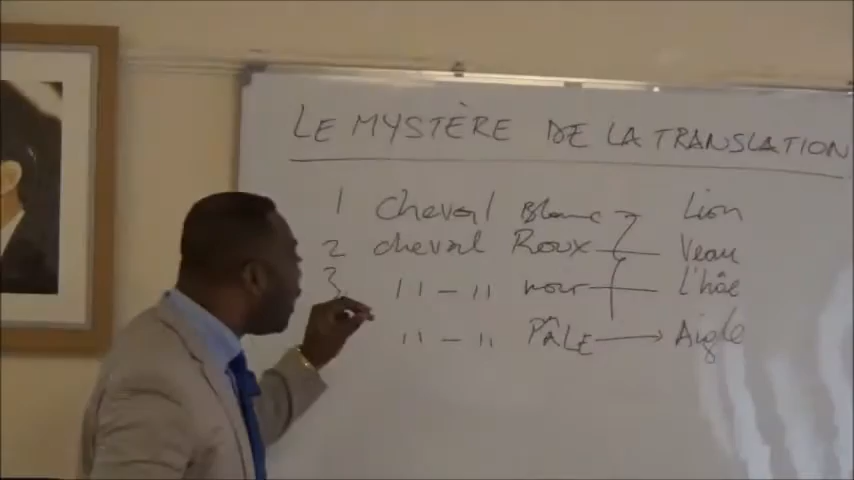 LE MYSTÈRE DE LA TRANSLATION
1 Cheval Blanc Lion
2 cheval Roux Veau
3 " — " noir l'hôe
" — " PÂLE Aigle